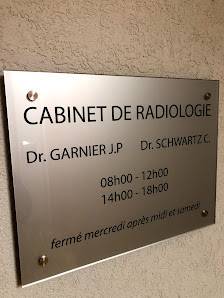 CABINET DE RADIOLOGIE
Dr. GARNIER J.P Dr. SCHWARTZ C.
08h00 - 12h00
14h00 - 18h00
fermé mercredi après midi et samedi